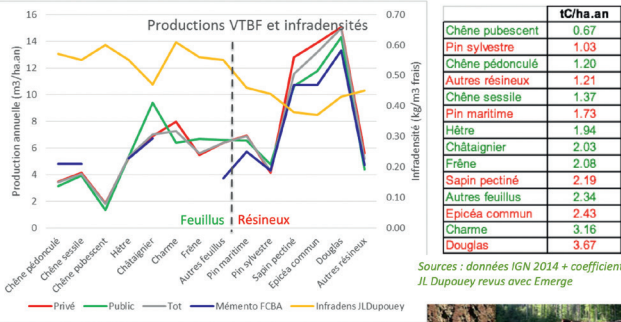 Productions VTBF et infradensités
Production annuelle (m3/ha.an)
16
14
12
10
8
6
4
2
0
0.70
0.60
0.50
0.40
0.30
0.20
0.10
0.00
Infradensité (kg/m3 frais)
Feuillus Résineux
Chêne pédonculé
Chêne sessile
Chêne pubescent
Hêtre
Châtaignier
Charme
Frêne
Autres feuillus
Pin maritime
Pin sylvestre
Sapin pectiné
Epicéa commun
Douglas
Autres résineux
Privé Public Tot Mémento FCBA Infradens JLDupouey
tC/ha.an
Chêne pubescent 0.67
Pin sylvestre 1.03
Chêne pédonculé 1.20
Autres résineux 1.21
Chêne sessile 1.37
Pin maritime 1.73
Hêtre 1.94
Châtaignier 2.03
Frêne 2.08
Sapin pectiné 2.19
Autres feuillus 2.34
Epicéa commun 2.43
Charme 3.16
Douglas 3.67
Sources : données IGN 2014 + coefficient
JL Dupouey revus avec Emerge